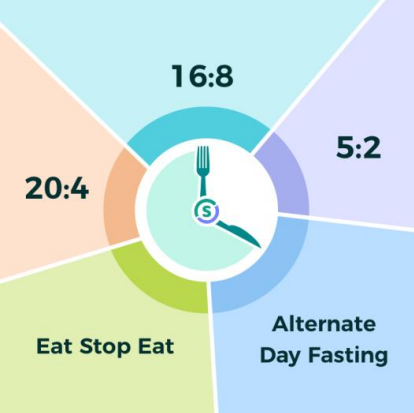 16:8
5:2
20:4
S
Eat Stop Eat
Alternate
Day Fasting